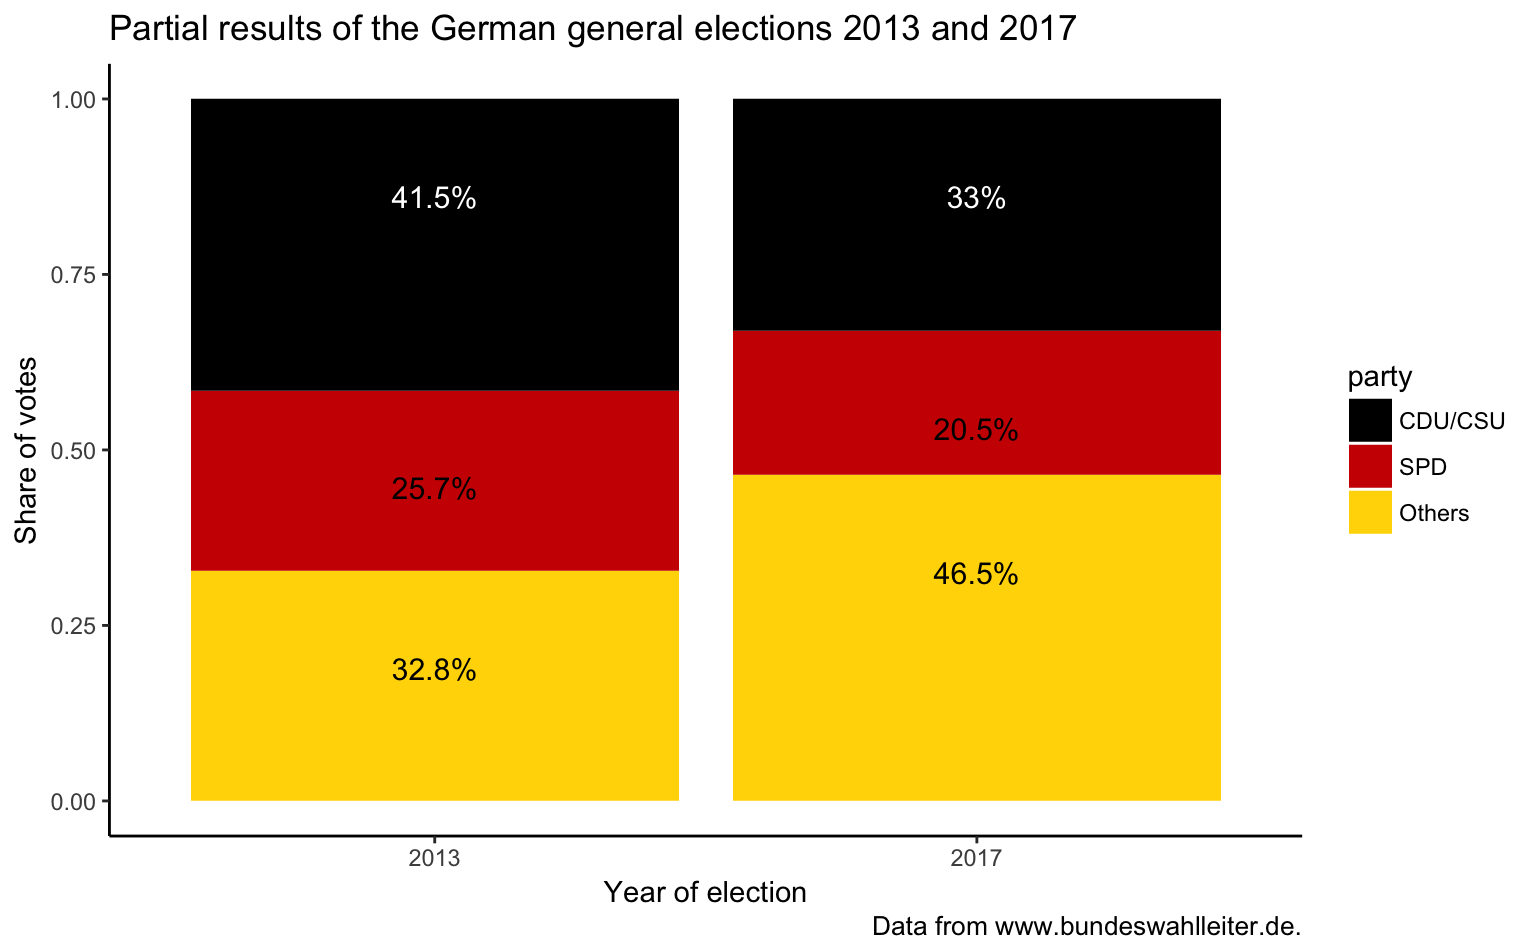 Partial results of the German general elections 2013 and 2017
Share of votes
1.00
0.75
0.50
0.25
0.00
41.5%
33%
25.7%
20.5%
32.8%
46.5%
2013
2017
Year of election
party
CDU/CSU
SPD
Others
Data from www.bundeswahlleiter.de.